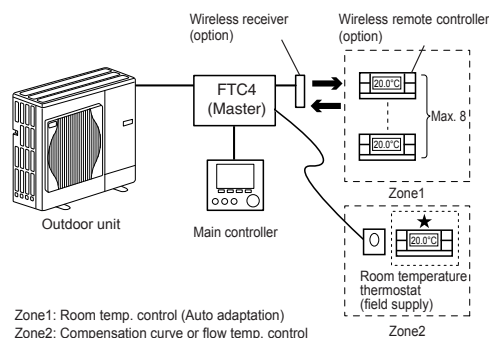 Wireless receiver
(option)
Wireless remote controller
(option)
20.0°C
FTC4
(Master)
Max. 8
20.0°C
Zone1
Outdoor unit
Main controller
★
20.0°C
Room temperature
thermostat
(field supply)
Zone1: Room temp. control (Auto adaptation)
Zone2: Compensation curve or flow temp. control
Zone2